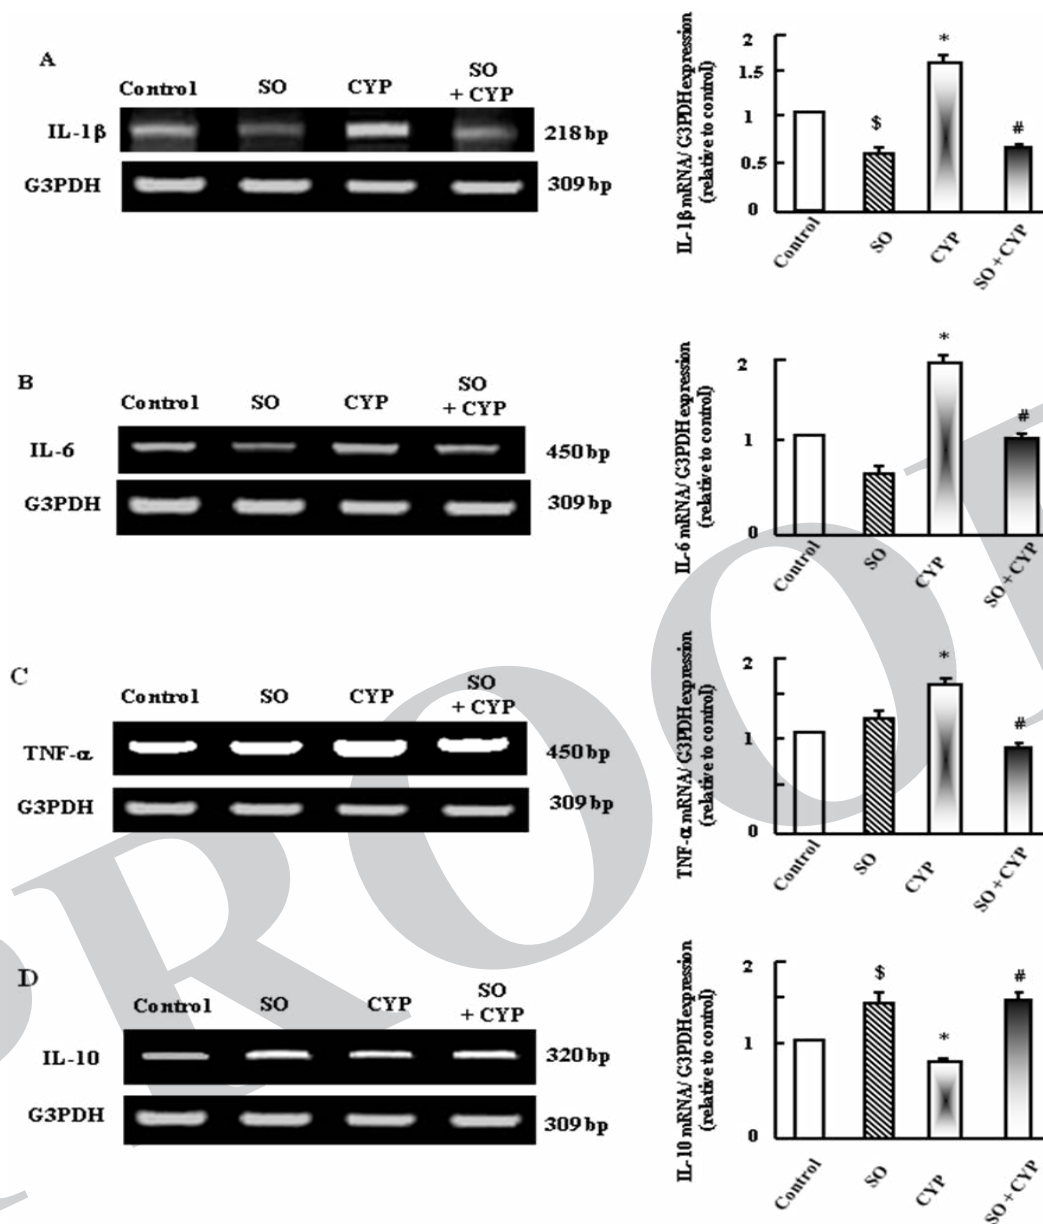 A
Control SO CYP SO + CYP
IL-1β 218 bp
G3PDH 309 bp
IL-1β mRNA/ G3PDH expression
(relative to control)
2
1.5
1
0.5
0
$ * #
Control SO CYP SO + CYP
B
Control SO CYP SO + CYP
IL-6 450 bp
G3PDH 309 bp
IL-6 mRNA/ G3PDH expression
(relative to control)
2
1
0
* #
Control SO CYP SO + CYP
C
Control SO CYP SO + CYP
TNF-α 450 bp
G3PDH 309 bp
TNF-α mRNA/ G3PDH expression
(relative to control)
2
1
0
* #
Control SO CYP SO + CYP
D
Control SO CYP SO + CYP
IL-10 320 bp
G3PDH 309 bp
IL-10 mRNA/ G3PDH expression
(relative to control)
2
1
0
$ * #
Control SO CYP SO + CYP
PROOF